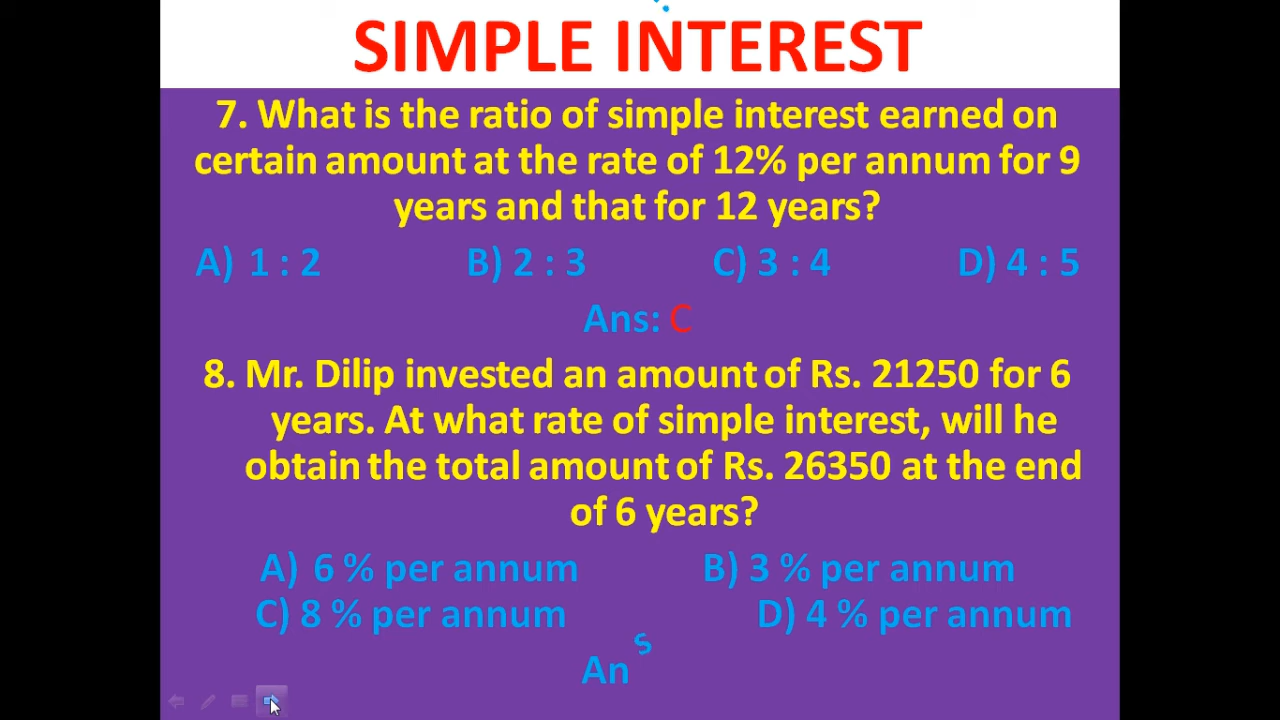 SIMPLE INTEREST
7. What is the ratio of simple interest earned on
certain amount at the rate of 12% per annum for 9
years and that for 12 years?
A) 1 : 2 B) 2 : 3 C) 3 : 4 D) 4 : 5
Ans: C
8. Mr. Dilip invested an amount of Rs. 21250 for 6
years. At what rate of simple interest, will he
obtain the total amount of Rs. 26350 at the end
of 6 years?
A) 6 % per annum B) 3 % per annum
C) 8 % per annum D) 4 % per annum
Ans